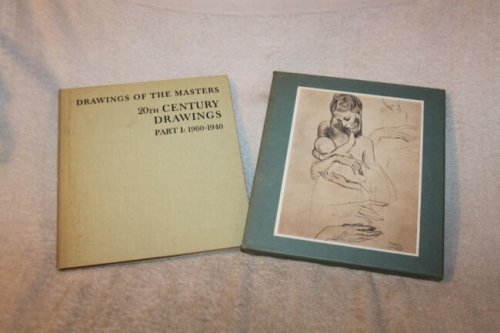 DRAWINGS OF THE MASTERS
20TH CENTURY
DRAWINGS
PART I: 1900-1940